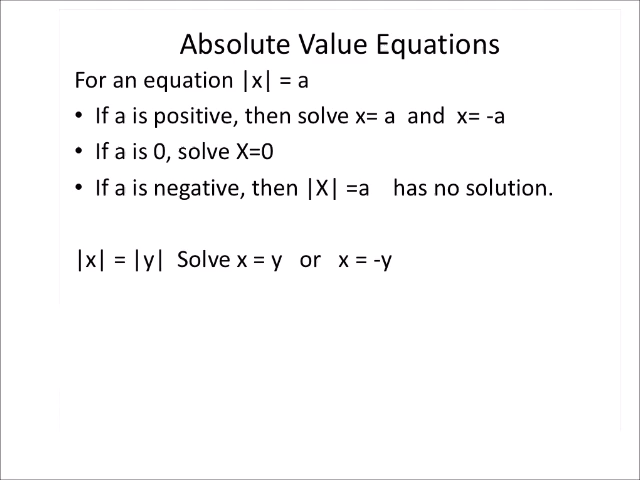 Absolute Value Equations
For an equation |x| = a
• If a is positive, then solve x= a and x= -a
• If a is 0, solve X=0
• If a is negative, then |X| =a has no solution.
|x| = |y| Solve x = y or x = -y